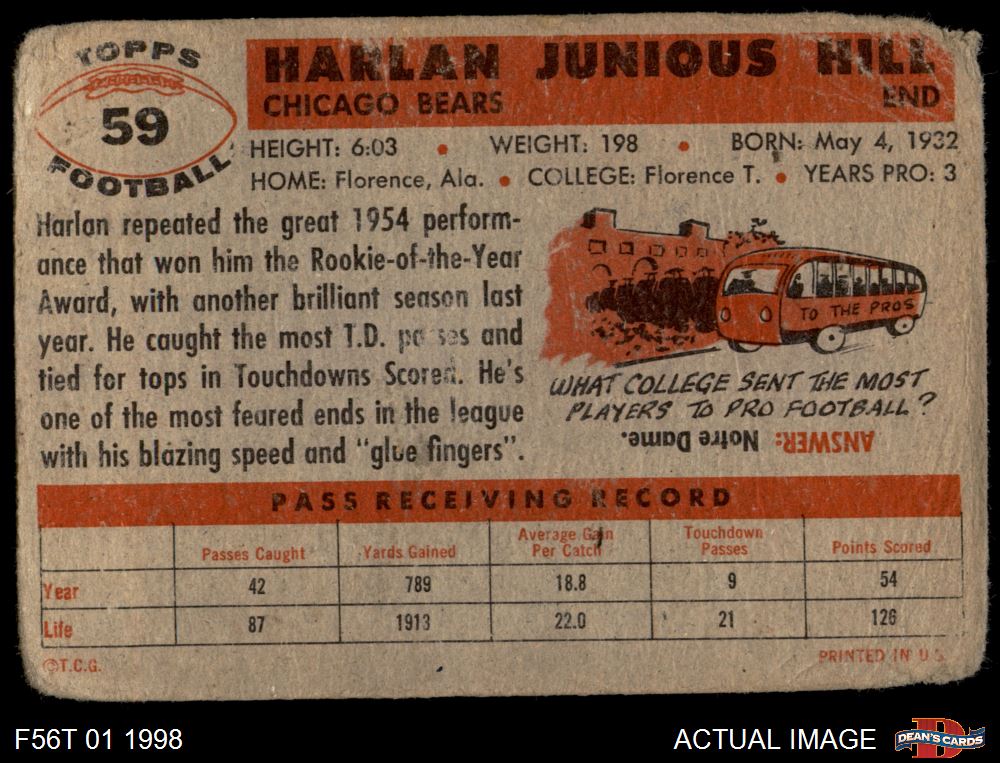 TOPPS
59
FOOTBALL
HARLAN JUNIOUS HILL
CHICAGO BEARS END
HEIGHT: 6:03 • WEIGHT: 198 • BORN: May 4, 1932
HOME: Florence, Ala. • COLLEGE: Florence T. • YEARS PRO: 3
Harlan repeated the great 1954 perform-
ance that won him the Rookie-of-the-Year
Award, with another brilliant season last
year. He caught the most T.D. passes and
tied for tops in Touchdowns Scored. He's
one of the most feared ends in the league
with his blazing speed and "glue fingers".
TO THE PROS
WHAT COLLEGE SENT THE MOST
PLAYERS TO PRO FOOTBALL?
ANSWER: Notre Dame.
PASS RECEIVING RECORD
Passes Caught Yards Gained Average Gain Per Catch Touchdown Passes Points Scored
Year 42 789 18.8 9 54
Life 87 1913 22.0 21 126
©T.C.G. PRINTED IN U.S.
F56T 01 1998 ACTUAL IMAGE DEAN'S CARDS